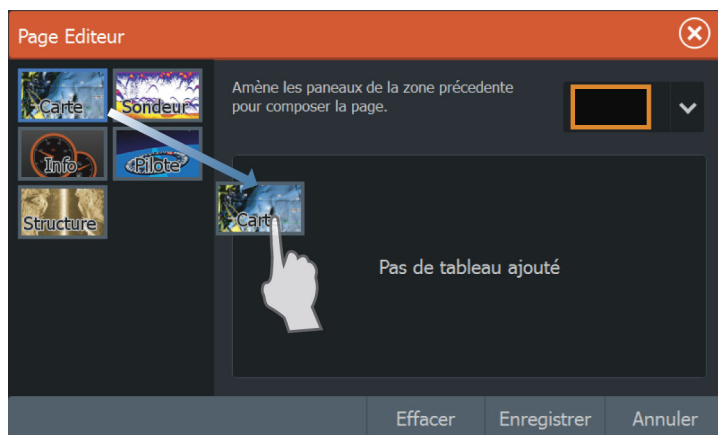 Page Editeur
Carte
Sondeur
Info
Pilote
Structure
Amène les paneaux de la zone précedente
pour composer la page.
Carte
Pas de tableau ajouté
Effacer
Enregistrer
Annuler